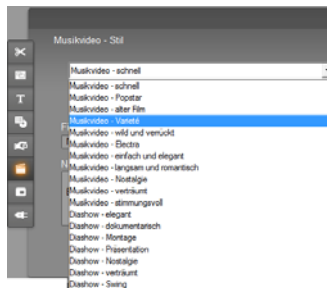 Musikvideo - Stil
Musikvideo - schnell
Musikvideo - schnell
Musikvideo - Popstar
Musikvideo - alter Film
Musikvideo - Varieté
Musikvideo - wild und verrückt
Musikvideo - Electra
Musikvideo - einfach und elegant
Musikvideo - langsam und romantisch
Musikvideo - Nostalgie
Musikvideo - verträumt
Musikvideo - stimmungsvoll
Diashow - elegant
Diashow - dokumentarisch
Diashow - Montage
Diashow - Präsentation
Diashow - Nostalgie
Diashow - verträumt
Diashow - Swing